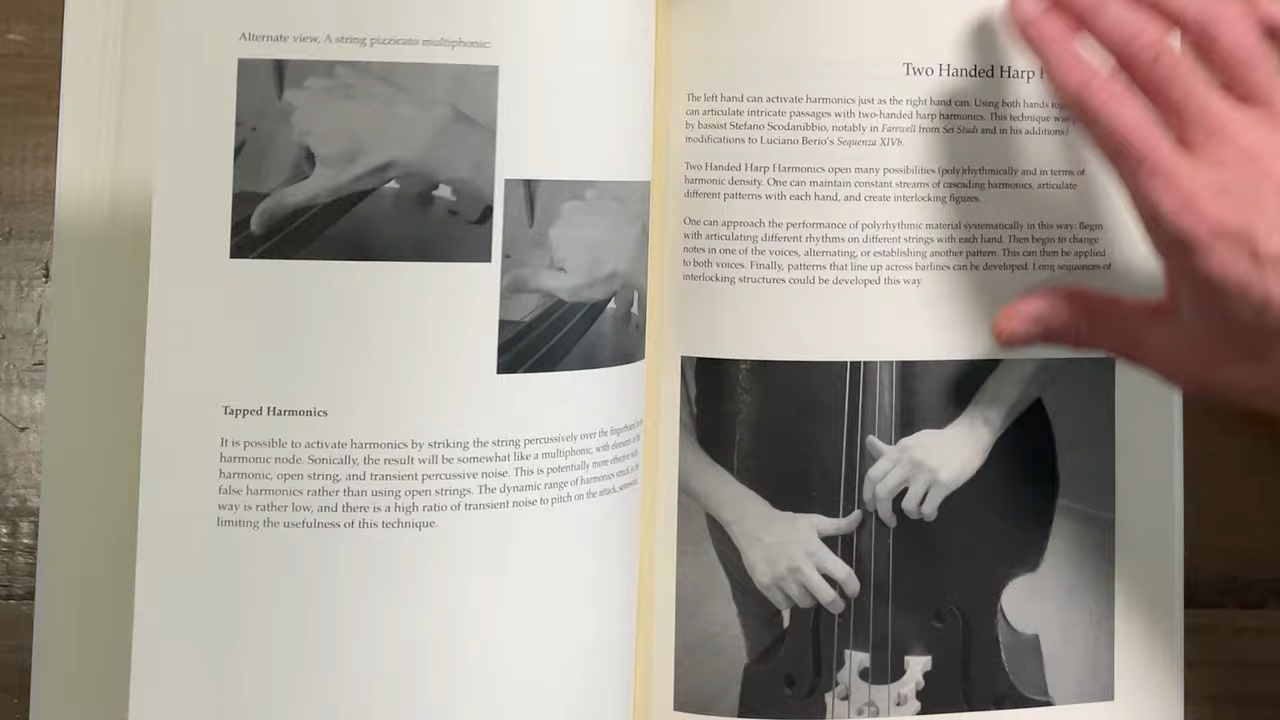 Alternate view, A string pizzicato multiphonic
Tapped Harmonics
It is possible to activate harmonics by striking the string percussively over the fingerboard
harmonic node. Sonically, the result will be somewhat like a multiphonic, with elements
harmonic, open string, and transient percussive noise. This is potentially more effective with
false harmonics rather than using open strings. The dynamic range of harmonics struck in
way is rather low, and there is a high ratio of transient noise to pitch on the attack, somewhat
limiting the usefulness of this technique.
Two Handed Harp
The left hand can activate harmonics just as the right hand can. Using both hands
can articulate intricate passages with two-handed harp harmonics. This technique
by bassist Stefano Scodanibbio, notably in Farewell from Sei Studi and in his additions/
modifications to Luciano Berio's Sequenza XIVb.
Two Handed Harp Harmonics open many possibilities (poly)rhythmically and in terms of
harmonic density. One can maintain constant streams of cascading harmonics, articulate
different patterns with each hand, and create interlocking figures.
One can approach the performance of polyrhythmic material systematically in this way: Begin
with articulating different rhythms on different strings with each hand. Then begin to change
notes in one of the voices, alternating, or establishing another pattern. This can then be applied
to both voices. Finally, patterns that line up across barlines can be developed. Long sequences of
interlocking structures could be developed this way.